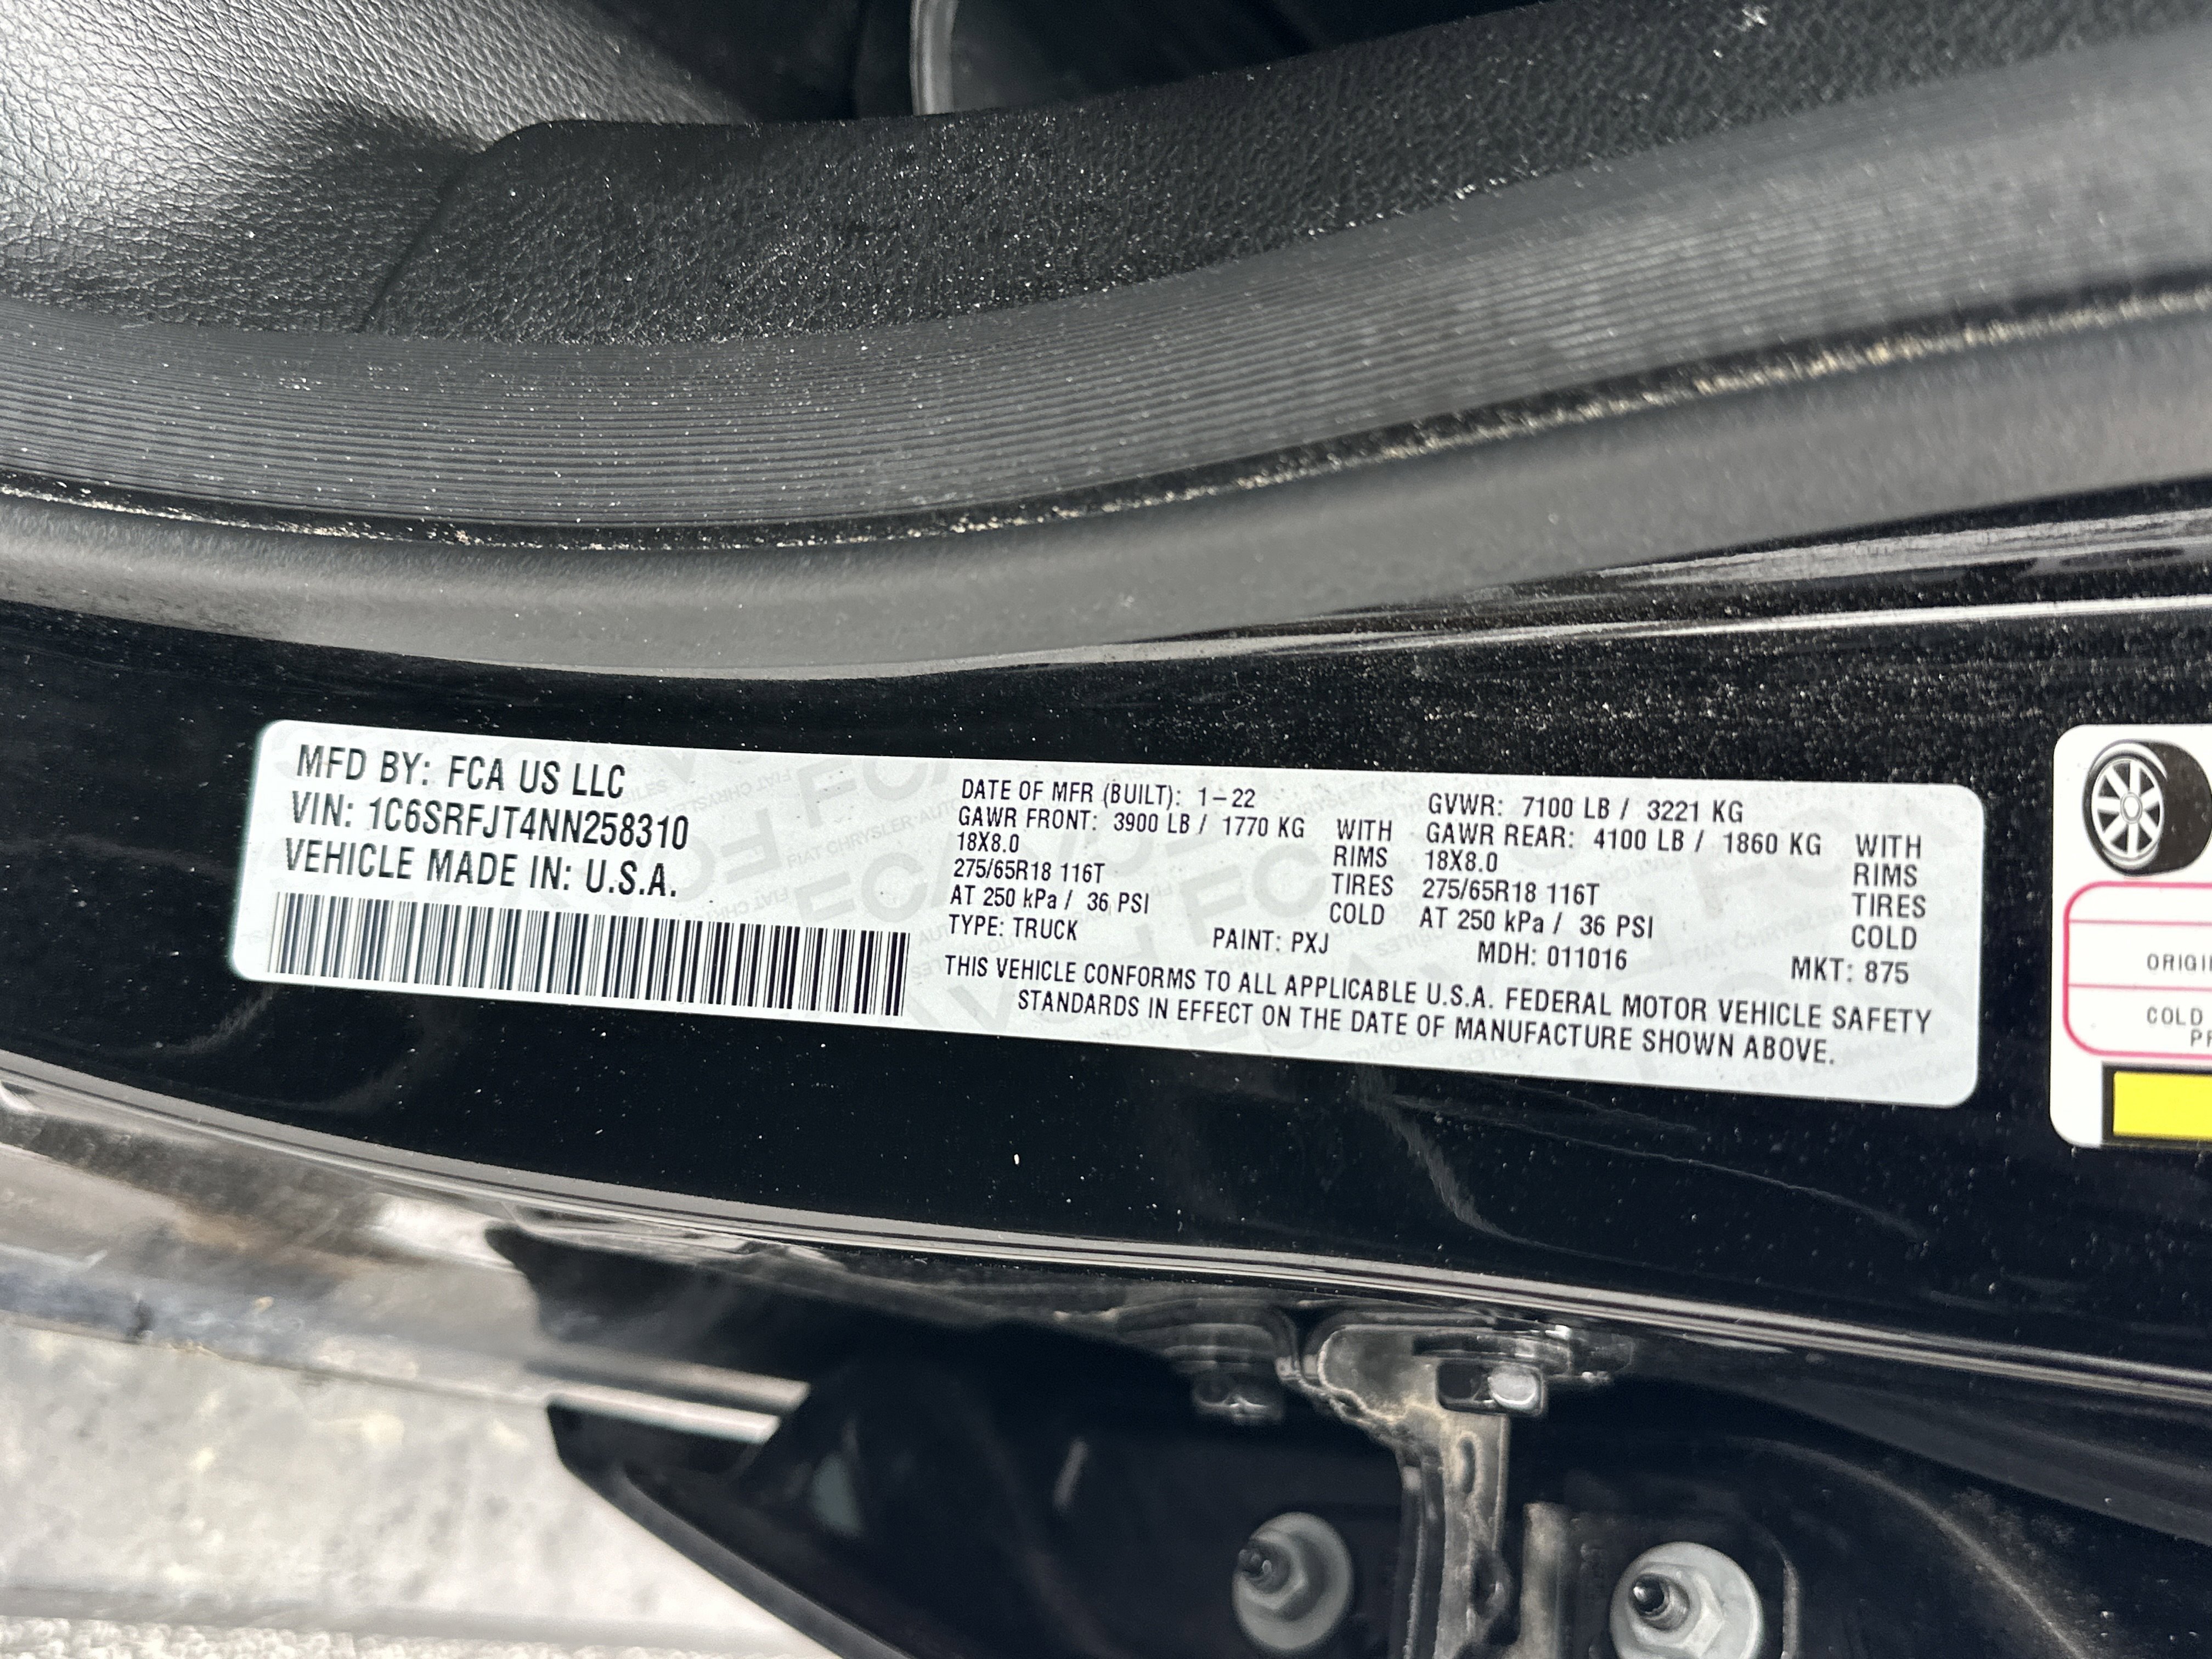 MFD BY: FCA US LLC
VIN: 1C6SRFJT4NN258310
VEHICLE MADE IN: U.S.A.
DATE OF MFR (BUILT): 1-22 GVWR: 7100 LB / 3221 KG
GAWR FRONT: 3900 LB / 1770 KG WITH GAWR REAR: 4100 LB / 1860 KG WITH
18X8.0 RIMS 18X8.0 RIMS
275/65R18 116T TIRES 275/65R18 116T TIRES
AT 250 kPa / 36 PSI COLD AT 250 kPa / 36 PSI COLD
TYPE: TRUCK PAINT: PXJ MDH: 011016 MKT: 875
THIS VEHICLE CONFORMS TO ALL APPLICABLE U.S.A. FEDERAL MOTOR VEHICLE SAFETY
STANDARDS IN EFFECT ON THE DATE OF MANUFACTURE SHOWN ABOVE.
COLD